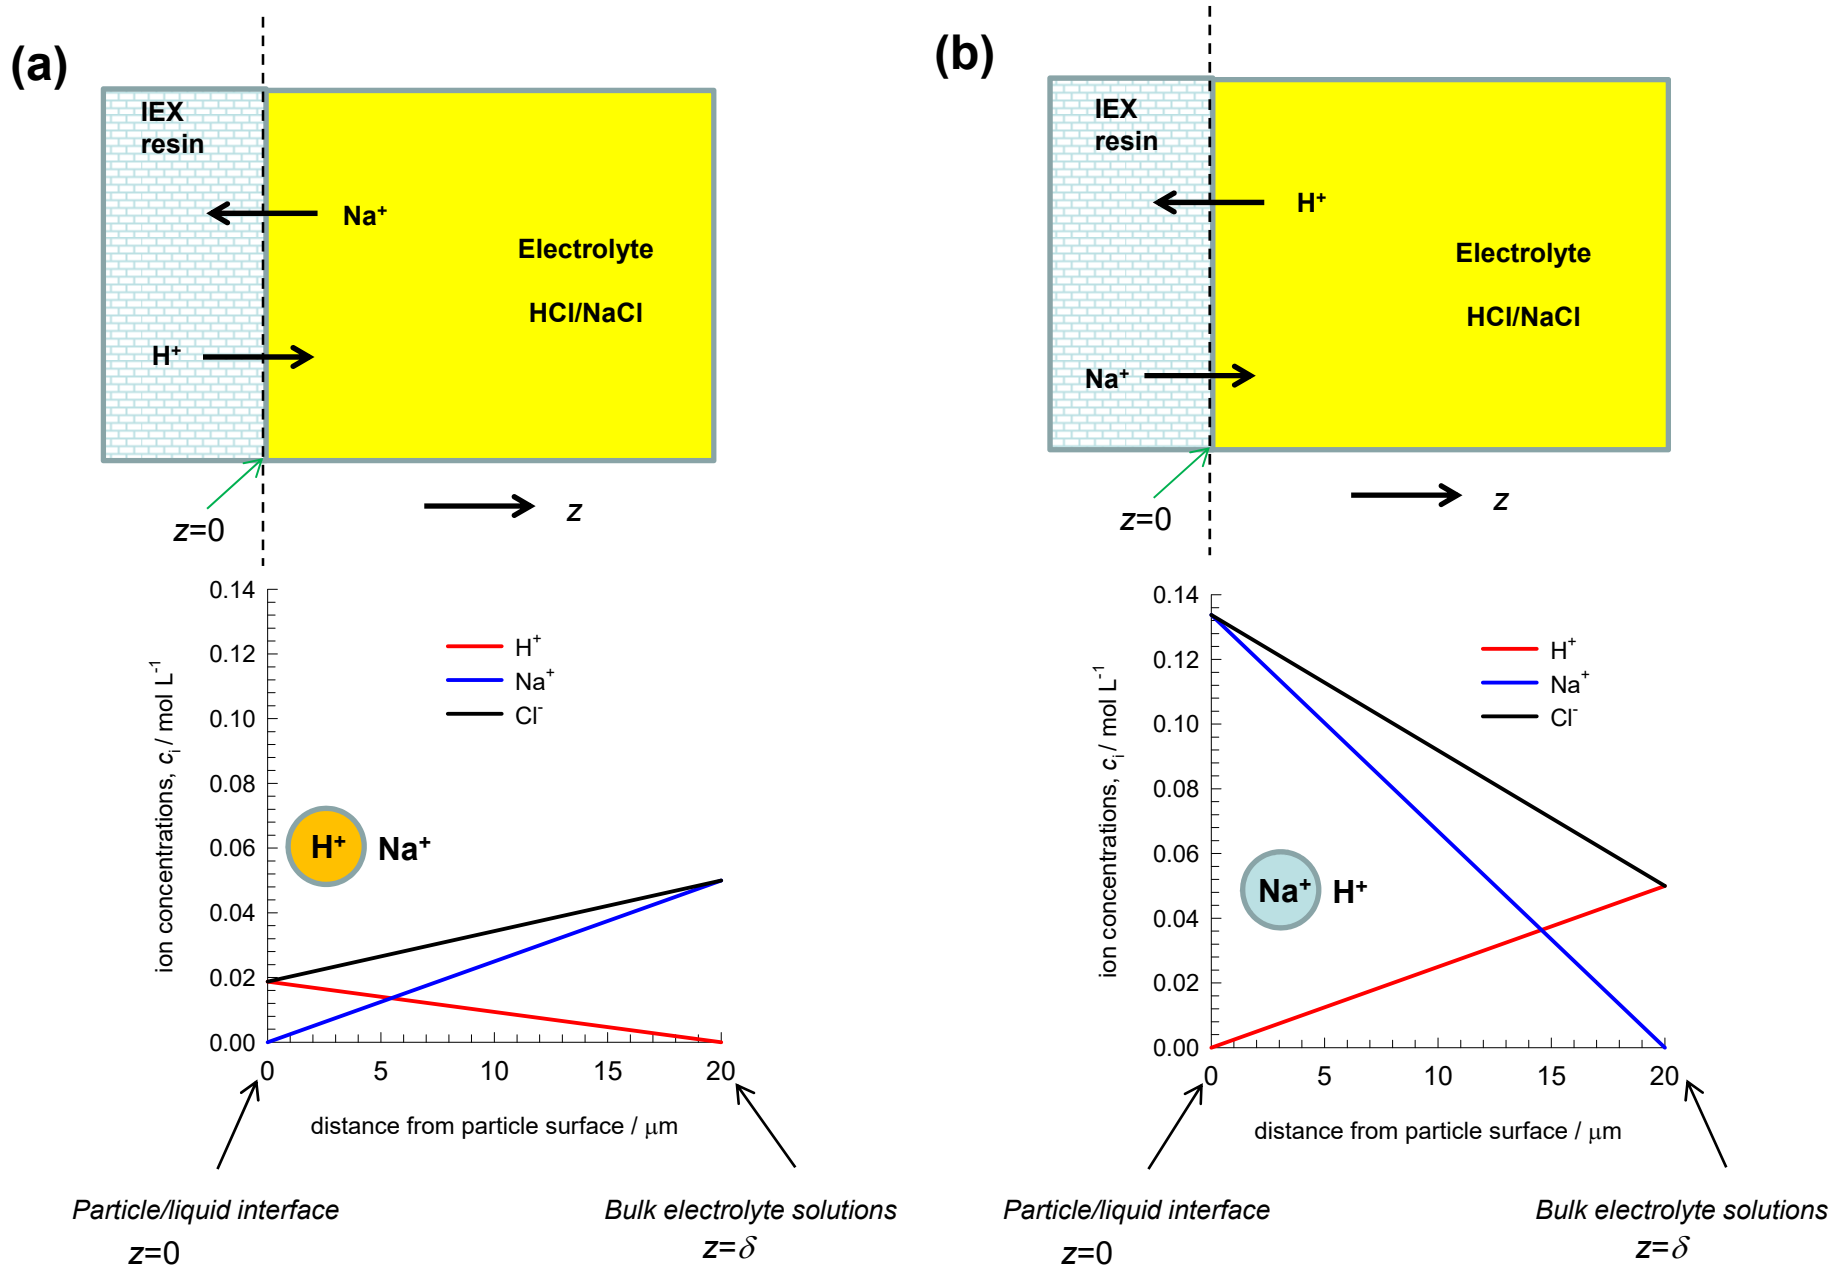 (a)
IEX
resin
Na⁺
Electrolyte
HCl/NaCl
H⁺
z=0
z
0.14
0.12
0.10
0.08
0.06
0.04
0.02
0.00
ion concentrations, cᵢ / mol L⁻¹
H⁺
Na⁺
Cl⁻
H⁺ Na⁺
0 5 10 15 20
distance from particle surface / μm
Particle/liquid interface
z=0
Bulk electrolyte solutions
z=δ
(b)
IEX
resin
H⁺
Electrolyte
HCl/NaCl
Na⁺
z=0
z
0.14
0.12
0.10
0.08
0.06
0.04
0.02
0.00
ion concentrations, cᵢ / mol L⁻¹
H⁺
Na⁺
Cl⁻
Na⁺ H⁺
0 5 10 15 20
distance from particle surface / μm
Particle/liquid interface
z=0
Bulk electrolyte solutions
z=δ